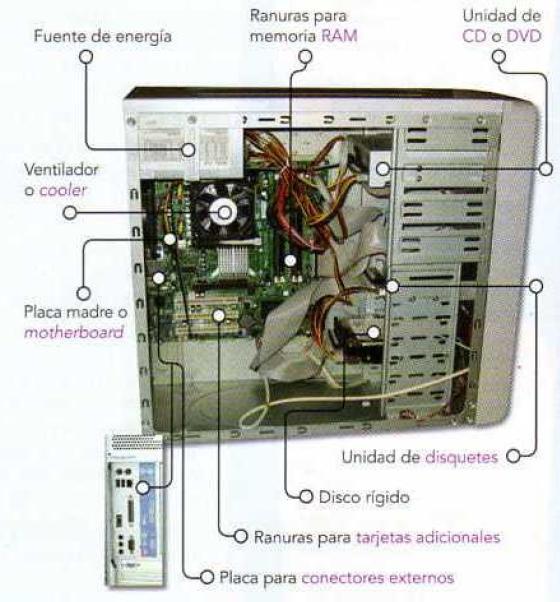 Fuente de energía
Ranuras para
memoria RAM
Unidad de
CD o DVD
Ventilador
o cooler
Placa madre o
motherboard
Unidad de disquetes
Disco rígido
Ranuras para tarjetas adicionales
Placa para conectores externos